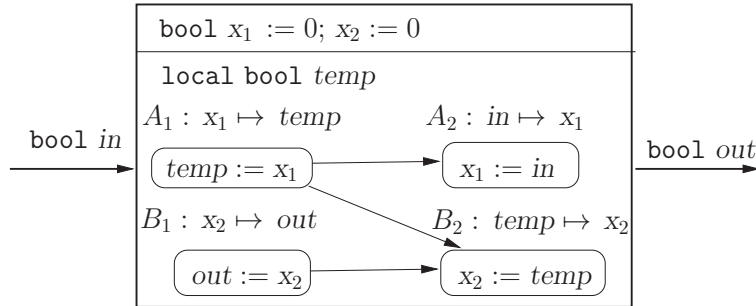 bool x₁ := 0; x₂ := 0
local bool temp
A₁ : x₁ ↦ temp
A₂ : in ↦ x₁
bool in
bool out
temp := x₁
x₁ := in
B₁ : x₂ ↦ out
B₂ : temp ↦ x₂
out := x₂
x₂ := temp